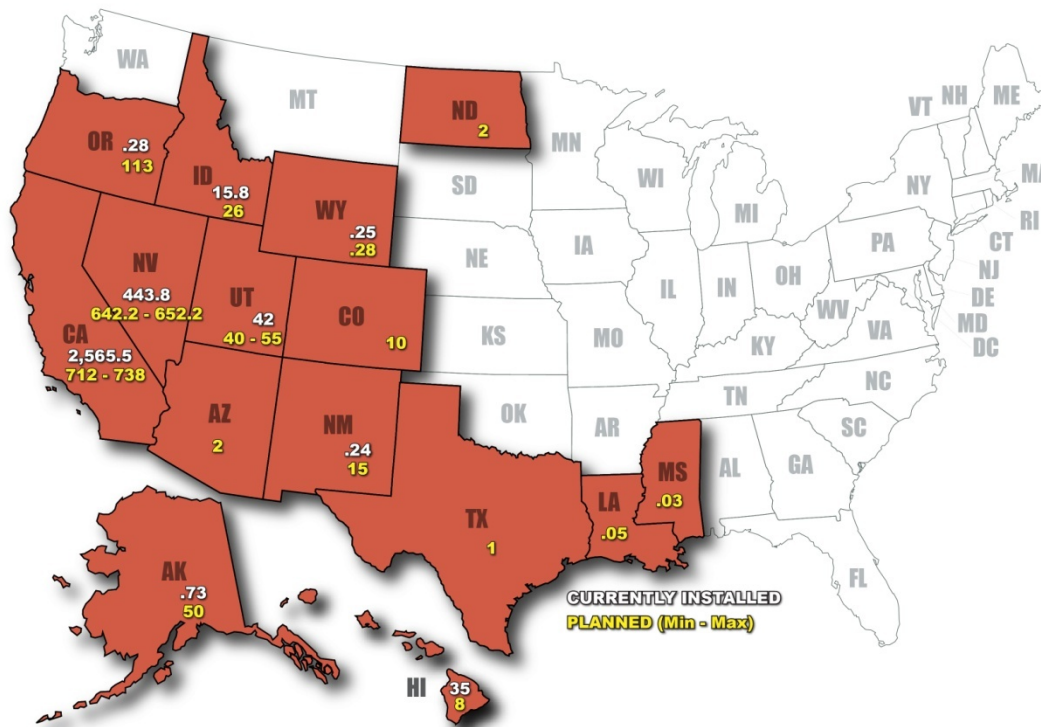 WA
MT
ND
2
MN
VT
NH
ME
OR
.28
113
ID
15.8
26
WY
.25
.28
SD
WI
MI
NY
MA
RI
CT
NV
443.8
642.2 - 652.2
UT
42
40 - 55
CO
10
NE
IA
IL
IN
OH
PA
NJ
DE
MD
DC
CA
2,565.5
712 - 738
KS
MO
KY
WV
VA
AZ
2
NM
.24
15
OK
AR
TN
NC
SC
TX
1
LA
.05
MS
.03
AL
GA
FL
AK
.73
50
HI
35
8
CURRENTLY INSTALLED
PLANNED (Min - Max)